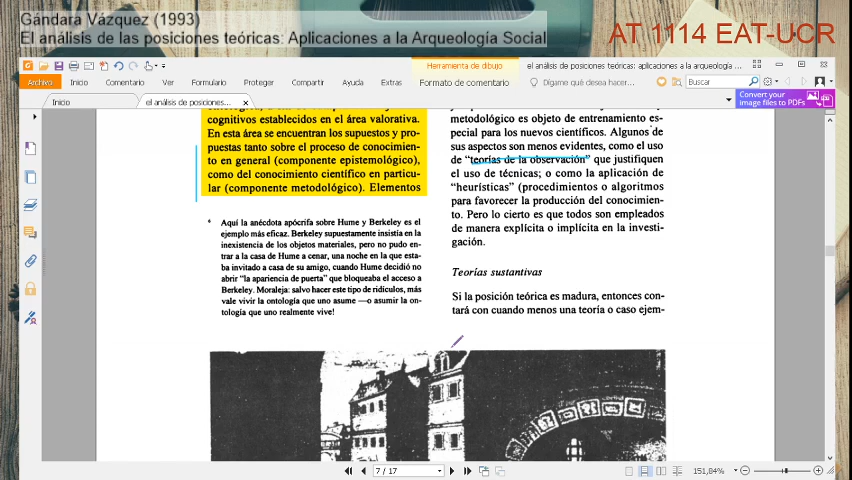 Gándara Vázquez (1993)
El análisis de las posiciones teóricas: Aplicaciones a la Arqueología Social
AT 1114 EAT-UCR
Herramienta de dibujo
el análisis de posiciones teóricas: aplicaciones a la arqueología ...
Archivo
Inicio
Comentario
Ver
Formulario
Proteger
Compartir
Ayuda
Extras
Formato de comentario
Dígame qué desea hacer...
Buscar
Inicio
el análisis de posiciones...
Convert your
image files to PDFs
cognitivos establecidos en el área valorativa.
En esta área se encuentran los supuestos y pro-
puestas tanto sobre el proceso de conocimien-
to en general (componente epistemológico),
como del conocimiento científico en particu-
lar (componente metodológico). Elementos
⁶ Aquí la anécdota apócrifa sobre Hume y Berkeley es el
ejemplo más eficaz. Berkeley supuestamente insistía en la
inexistencia de los objetos materiales, pero no pudo en-
trar a la casa de Hume a cenar, una noche en la que esta-
ba invitado a casa de su amigo, cuando Hume decidió no
abrir "la apariencia de puerta" que bloqueaba el acceso a
Berkeley. Moraleja: salvo hacer este tipo de ridículos, más
vale vivir la ontología que uno asume —o asumir la on-
tología que uno realmente vive!
metodológico es objeto de entrenamiento es-
pecial para los nuevos científicos. Algunos de
sus aspectos son menos evidentes, como el uso
de "teorías de la observación" que justifiquen
el uso de técnicas; o como la aplicación de
"heurísticas" (procedimientos o algoritmos
para favorecer la producción del conocimien-
to. Pero lo cierto es que todos son empleados
de manera explícita o implícita en la investi-
gación.
Teorías sustantivas
Si la posición teórica es madura, entonces con-
tará con cuando menos una teoría o caso ejem-
7 / 17
151,84%